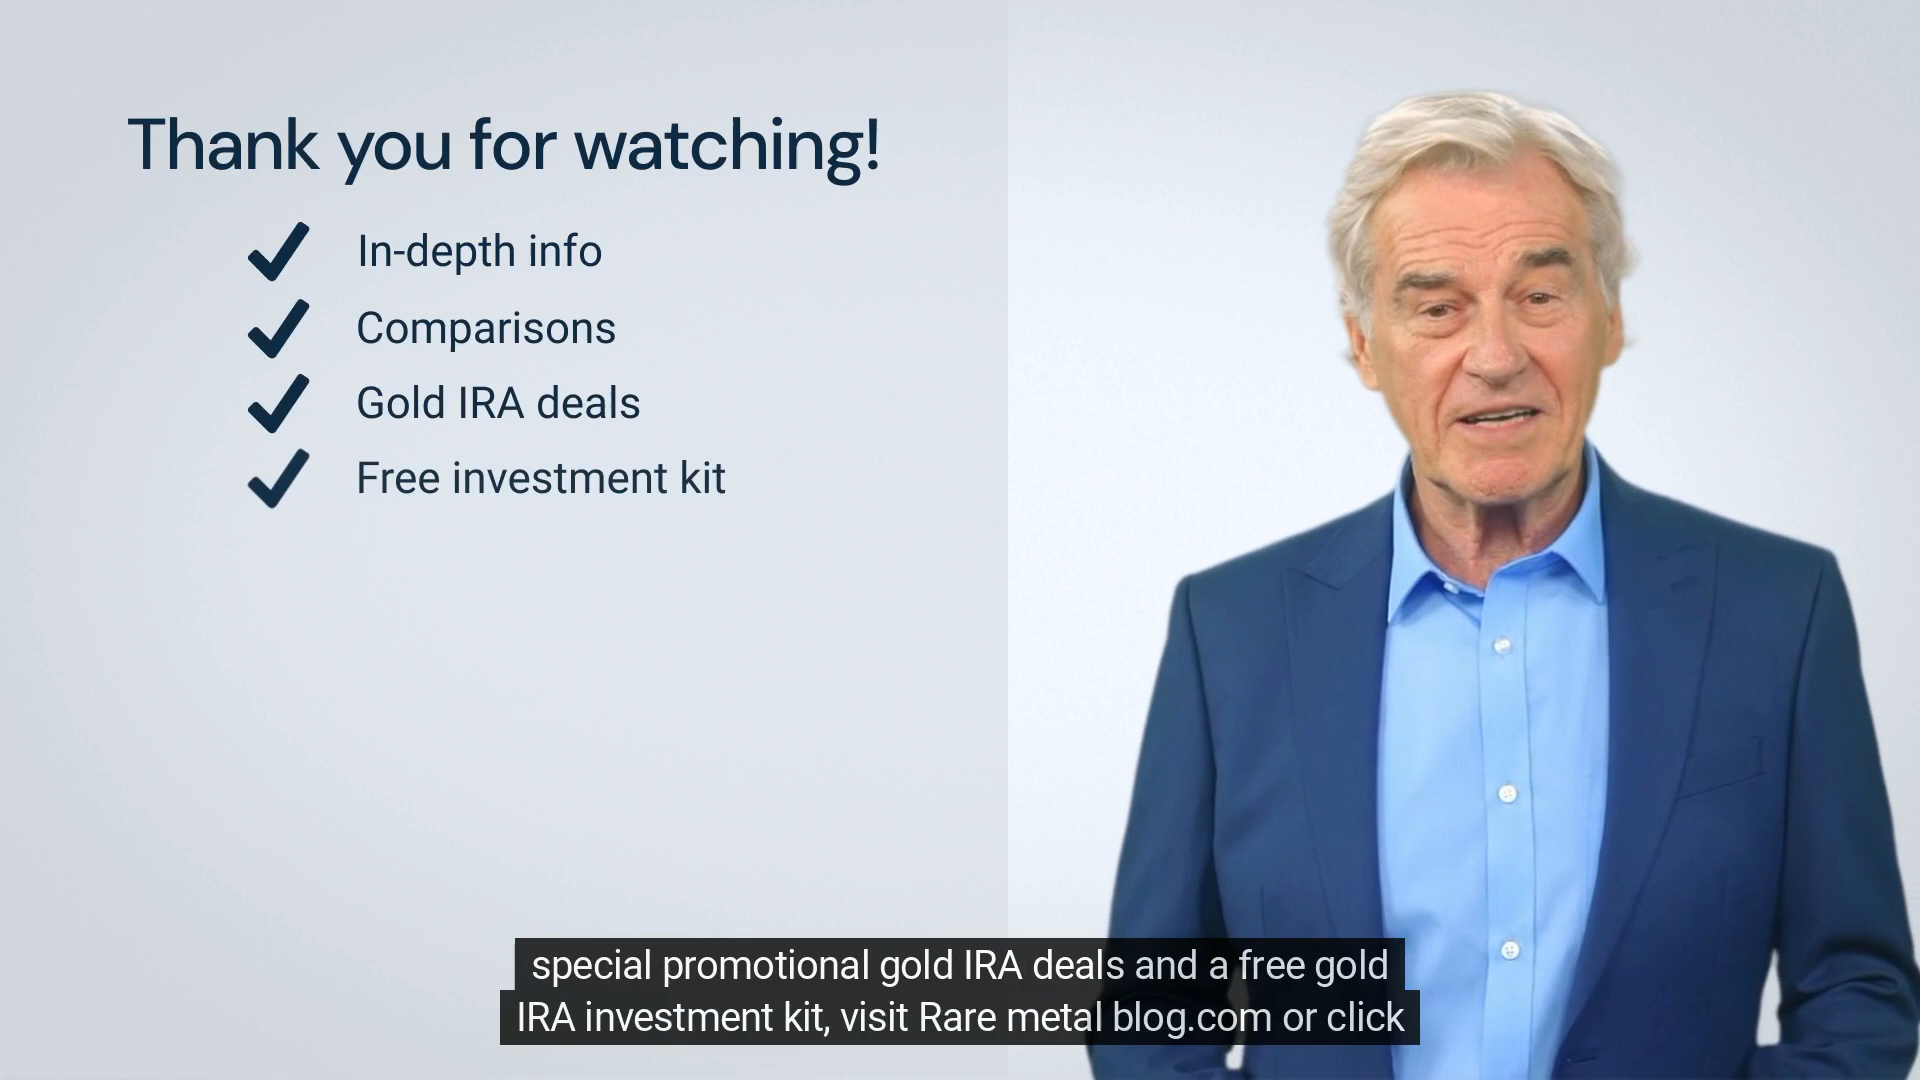 Thank you for watching!
In-depth info
Comparisons
Gold IRA deals
Free investment kit
special promotional gold IRA deals and a free gold
IRA investment kit, visit Rare metal blog.com or click